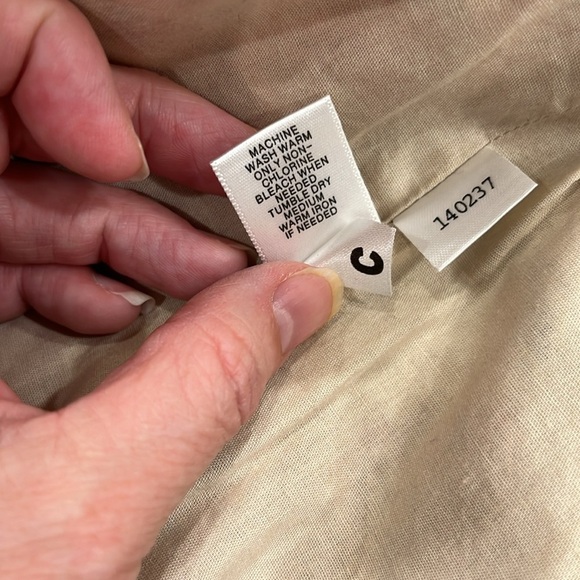 MACHINE
WASH WARM
ONLY NON-
CHLORINE
BLEACH WHEN
NEEDED
TUMBLE DRY
MEDIUM
WARM IRON
IF NEEDED
C
140237